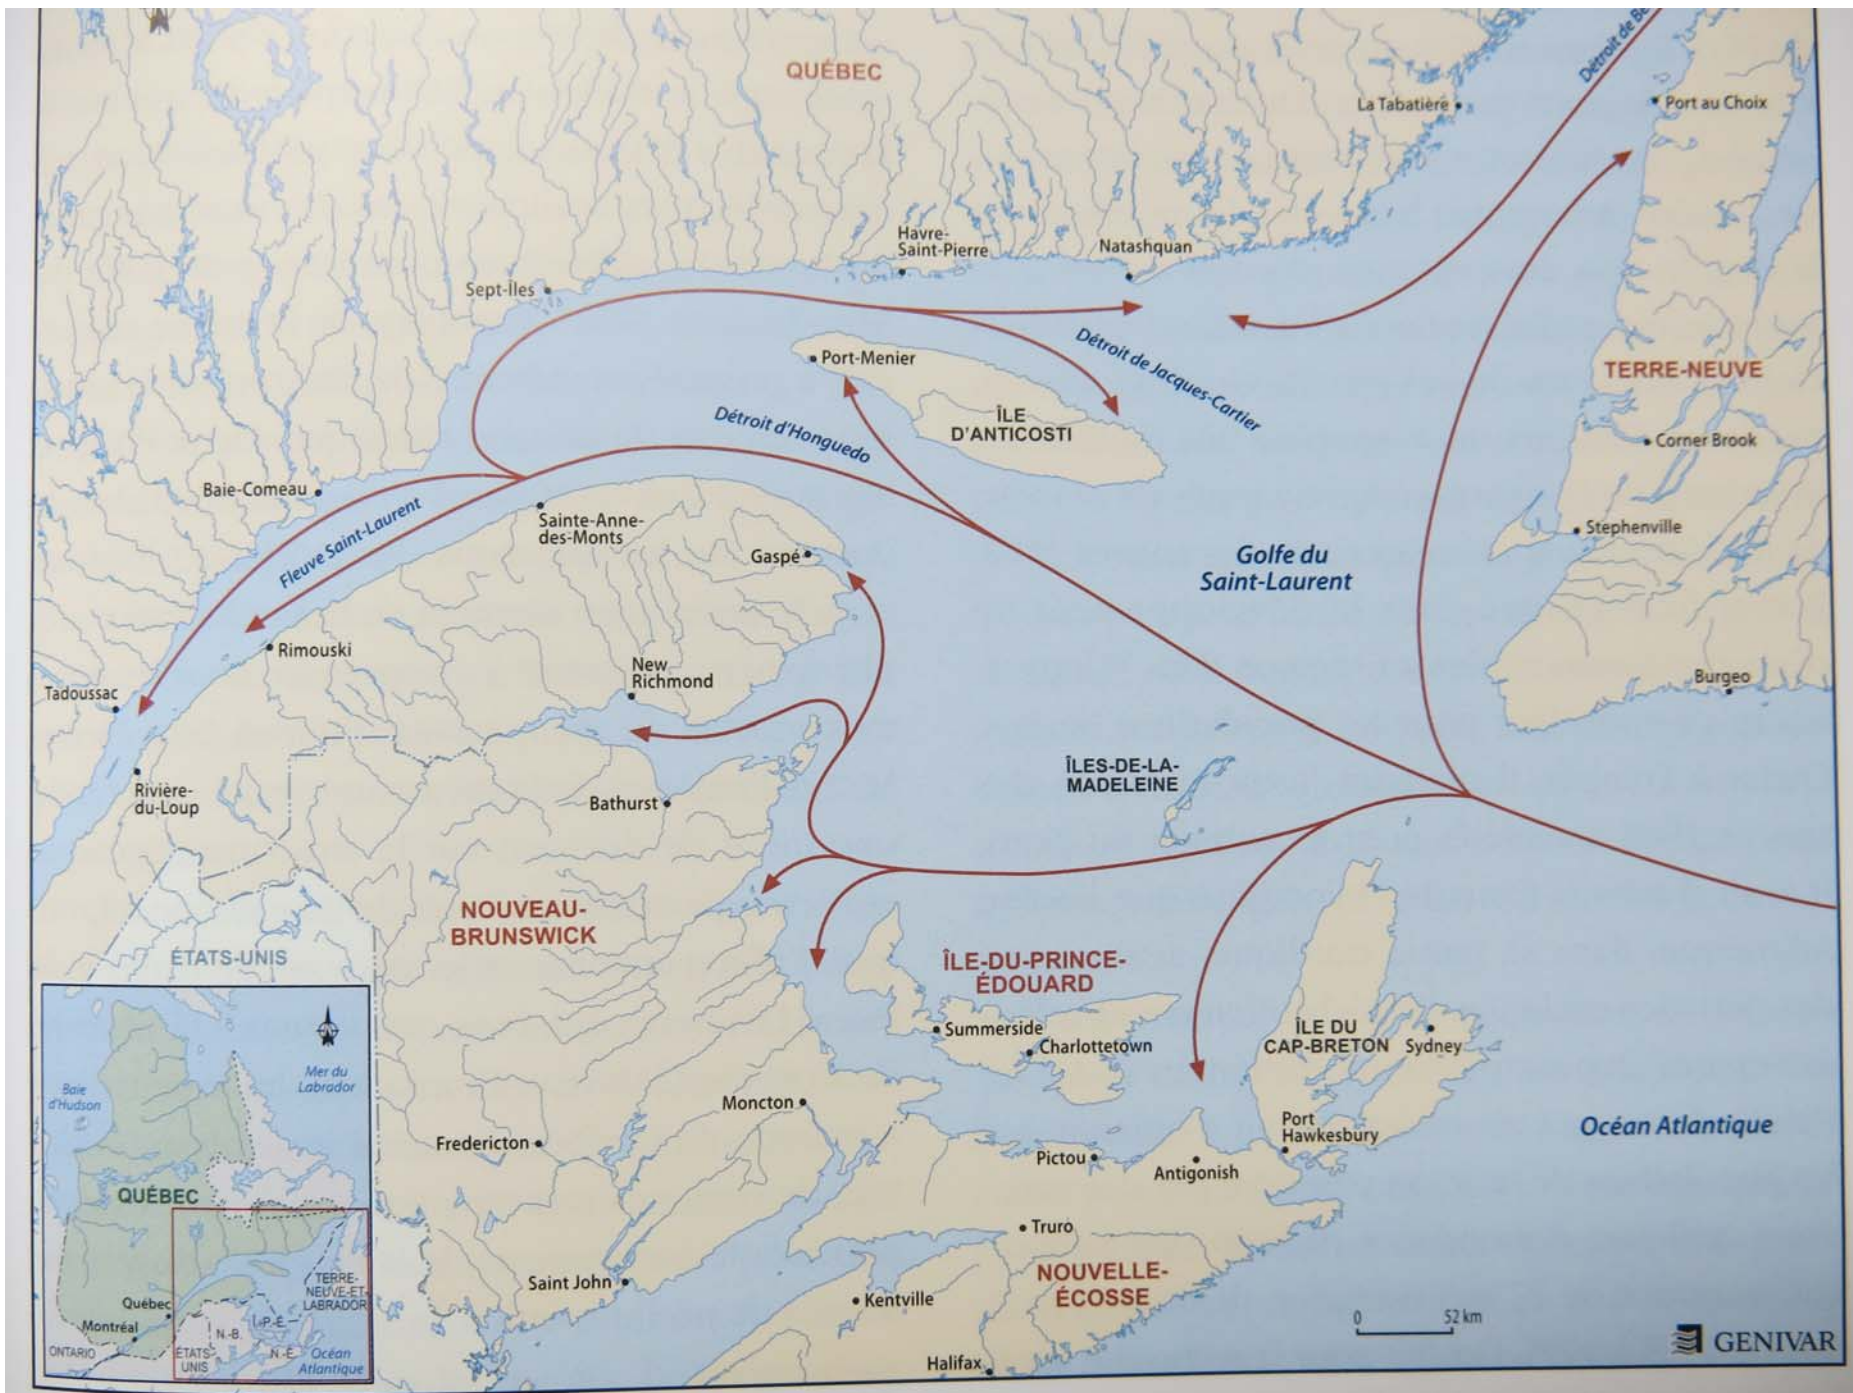 QUÉBEC
Détroit de
La Tabatière
Port au Choix
Havre-
Saint-Pierre
Natashquan
Sept-Îles
Port-Menier
Détroit de Jacques-Cartier
TERRE-NEUVE
ÎLE
D'ANTICOSTI
Détroit d'Honguedo
Corner Brook
Baie-Comeau
Fleuve Saint-Laurent
Sainte-Anne-
des-Monts
Stephenville
Gaspé
Golfe du
Saint-Laurent
Rimouski
New
Richmond
Tadoussac
Burgeo
ÎLES-DE-LA-
MADELEINE
Rivière-
du-Loup
Bathurst
NOUVEAU-
BRUNSWICK
ÉTATS-UNIS
ÎLE-DU-PRINCE-
ÉDOUARD
Summerside
Charlottetown
ÎLE DU
CAP-BRETON
Sydney
Moncton
Fredericton
Port
Hawkesbury
Océan Atlantique
Pictou
Antigonish
Truro
Saint John
NOUVELLE-
ÉCOSSE
Kentville
Halifax
0 52 km
GENIVAR
Mer du
Labrador
Baie
d'Hudson
QUÉBEC
TERRE-
NEUVE-ET-
LABRADOR
Québec
Montréal
Î.-P.-É.
N.-B.
ONTARIO
ÉTATS-
UNIS
N.-É.
Océan
Atlantique